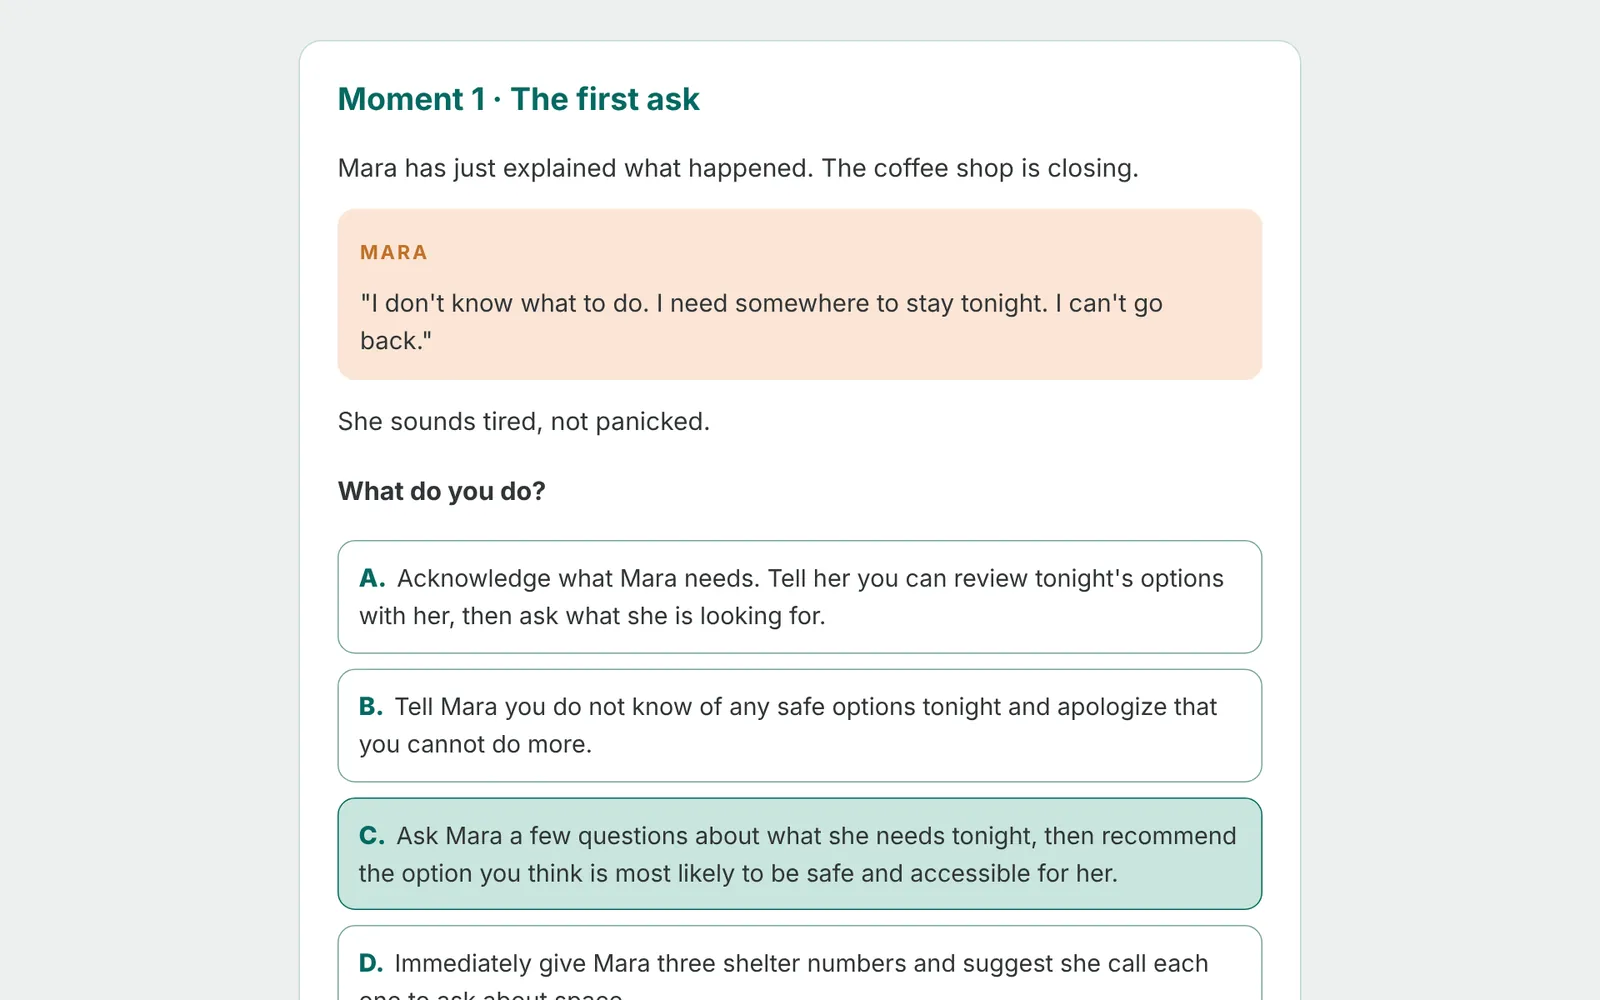 Moment 1 · The first ask
Mara has just explained what happened. The coffee shop is closing.
MARA
"I don't know what to do. I need somewhere to stay tonight. I can't go
back."
She sounds tired, not panicked.
What do you do?
A. Acknowledge what Mara needs. Tell her you can review tonight's options
with her, then ask what she is looking for.
B. Tell Mara you do not know of any safe options tonight and apologize that
you cannot do more.
C. Ask Mara a few questions about what she needs tonight, then recommend
the option you think is most likely to be safe and accessible for her.
D. Immediately give Mara three shelter numbers and suggest she call each
one to ask about space.